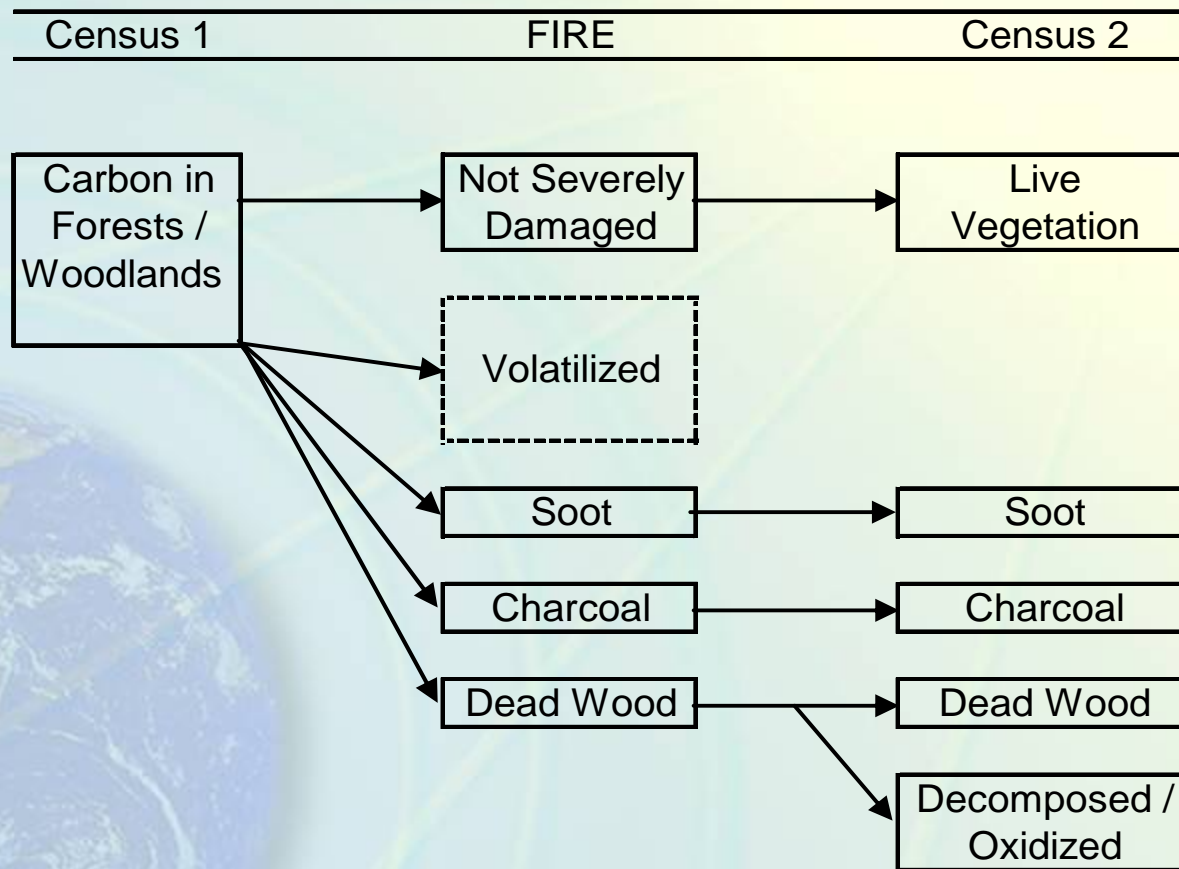 Census 1 FIRE Census 2
Carbon in
Forests /
Woodlands
Not Severely
Damaged
Live
Vegetation
Volatilized
Soot
Soot
Charcoal
Charcoal
Dead Wood
Dead Wood
Decomposed /
Oxidized